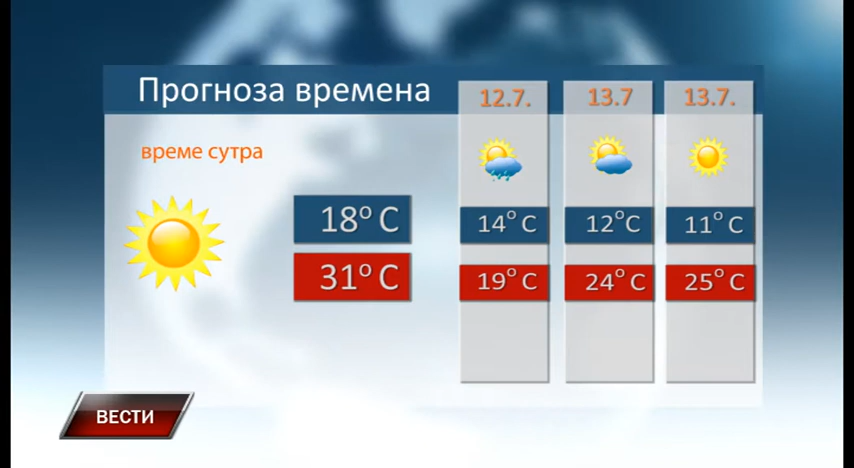 Прогноза времена
време сутра
18° C
31° C
12.7.
14° C
19° C
13.7
12°C
24° C
13.7.
11° C
25° C
ВЕСТИ